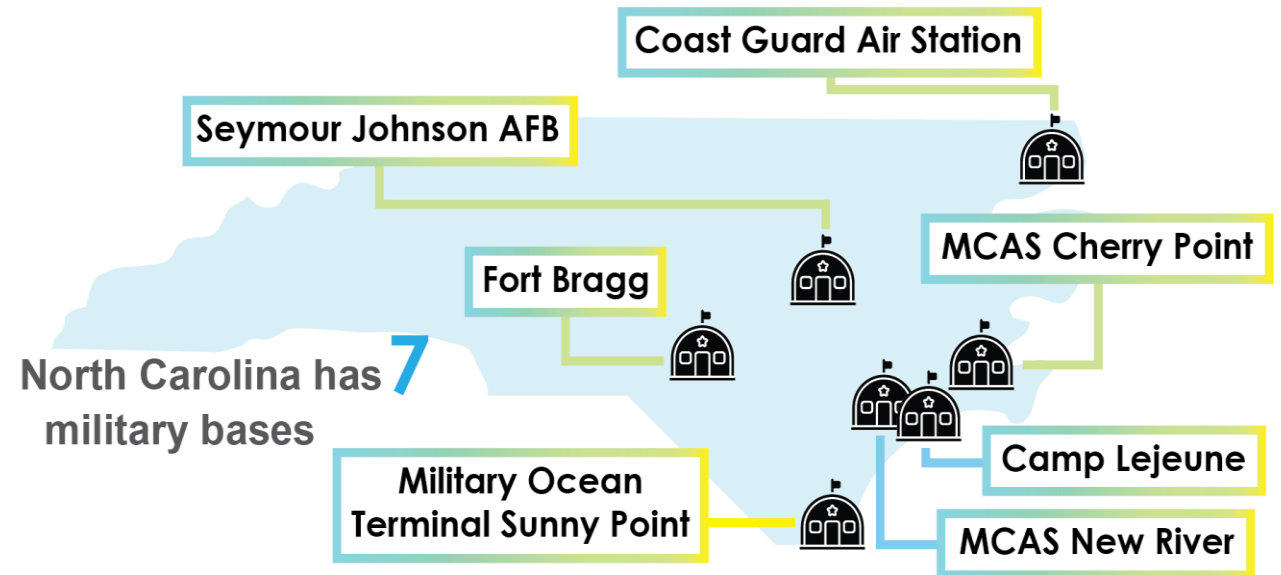 Coast Guard Air Station
Seymour Johnson AFB
MCAS Cherry Point
Fort Bragg
North Carolina has 7
military bases
Camp Lejeune
Military Ocean
Terminal Sunny Point
MCAS New River